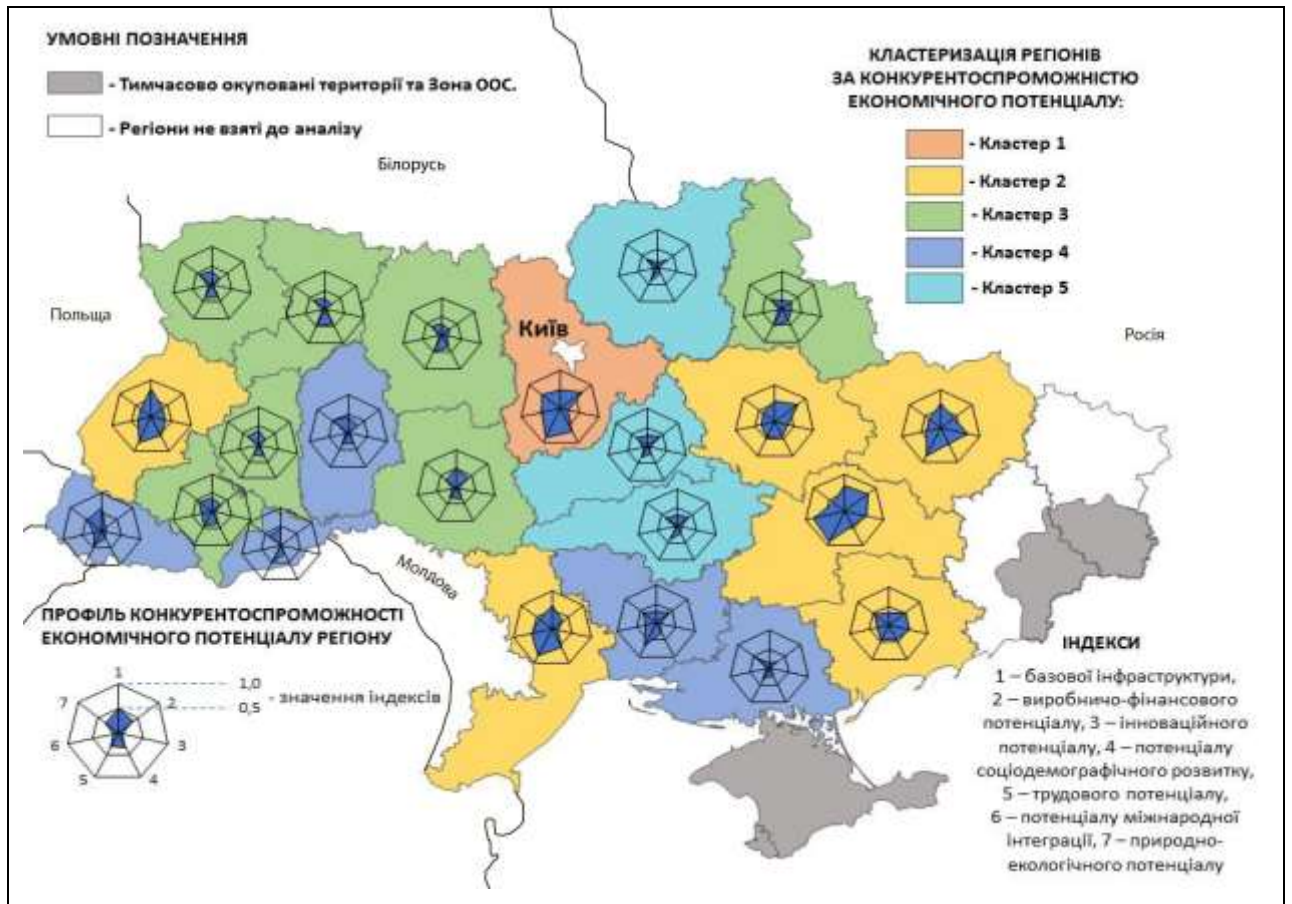 УМОВНІ ПОЗНАЧЕННЯ
- Тимчасово окуповані території та Зона ООС.
- Регіони не взяті до аналізу
КЛАСТЕРИЗАЦІЯ РЕГІОНІВ
ЗА КОНКУРЕНТОСПРОМОЖНІСТЮ
ЕКОНОМІЧНОГО ПОТЕНЦІАЛУ:
- Кластер 1
- Кластер 2
- Кластер 3
- Кластер 4
- Кластер 5
Білорусь
Польща
Київ
Росія
Молдова
ПРОФІЛЬ КОНКУРЕНТОСПРОМОЖНОСТІ
ЕКОНОМІЧНОГО ПОТЕНЦІАЛУ РЕГІОНУ
1
2
3
4
5
6
7
1,0
0,5
- значення індексів
ІНДЕКСИ
1 – базової інфраструктури,
2 – виробничо-фінансового
потенціалу, 3 – інноваційного
потенціалу, 4 – потенціалу
соціодемографічного розвитку,
5 – трудового потенціалу,
6 – потенціалу міжнародної
інтеграції, 7 – природно-
екологічного потенціалу